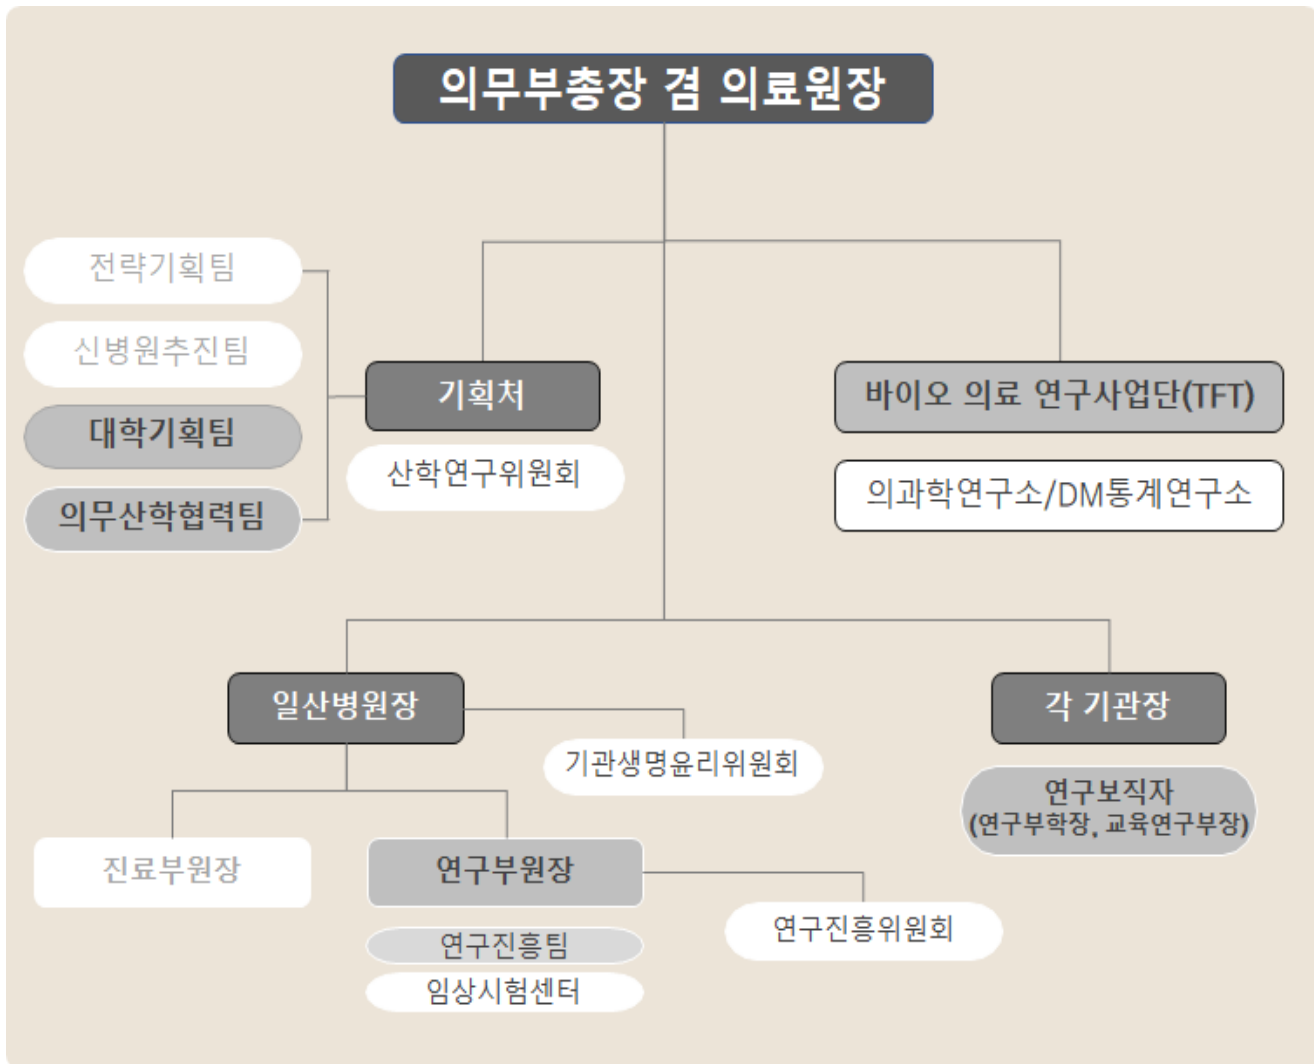 의무부총장 겸 의료원장
전략기획팀
신병원추진팀
대학기획팀
의무산학협력팀
기획처
산학연구위원회
바이오 의료 연구사업단(TFT)
의과학연구소/DM통계연구소
일산병원장
기관생명윤리위원회
각 기관장
연구보직자
(연구부학장, 교육연구부장)
진료부원장
연구부원장
연구진흥팀
임상시험센터
연구진흥위원회